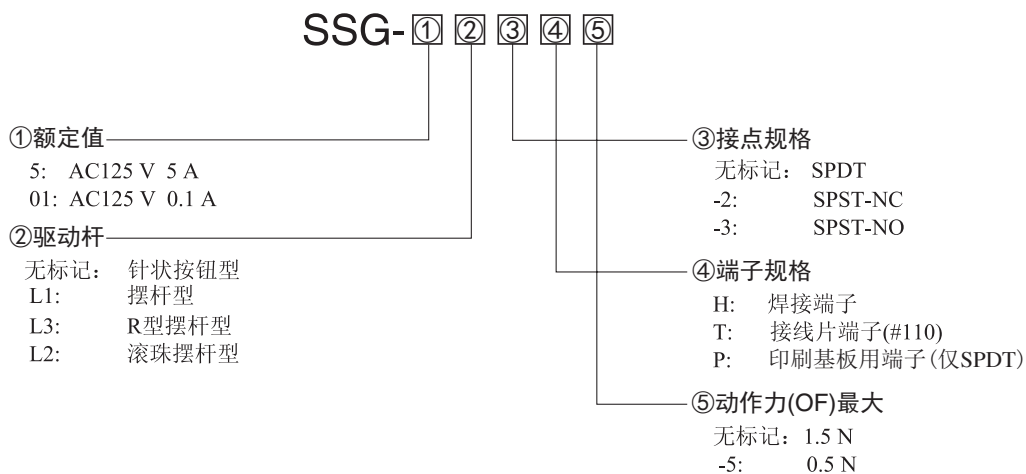 SSG-①②③④⑤
①额定值
5: AC125 V 5 A
01: AC125 V 0.1 A
②驱动杆
无标记: 针状按钮型
L1: 摆杆型
L3: R型摆杆型
L2: 滚珠摆杆型
③接点规格
无标记: SPDT
-2: SPST-NC
-3: SPST-NO
④端子规格
H: 焊接端子
T: 接线片端子(#110)
P: 印刷基板用端子(仅SPDT)
⑤动作力(OF)最大
无标记: 1.5 N
-5: 0.5 N